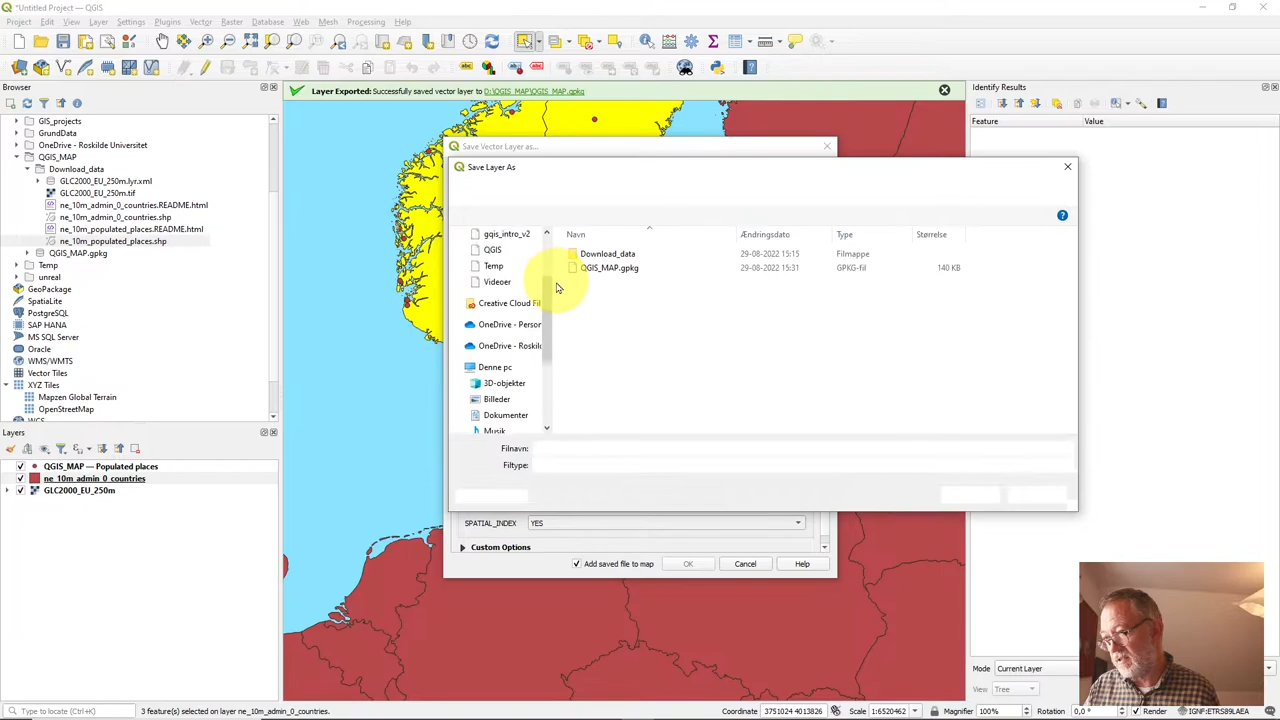 *Untitled Project — QGIS
Project Edit View Layer Settings Plugins Vector Raster Database Web Mesh Processing Help
Browser
GIS_projects
GrundData
OneDrive - Roskilde Universitet
QGIS_MAP
Download_data
GLC2000_EU_250m.lyr.xml
GLC2000_EU_250m.tif
ne_10m_admin_0_countries.README.html
ne_10m_admin_0_countries.shp
ne_10m_populated_places.README.html
ne_10m_populated_places.shp
QGIS_MAP.gpkg
Temp
unreal
GeoPackage
SpatiaLite
PostgreSQL
SAP HANA
MS SQL Server
Oracle
WMS/WMTS
Vector Tiles
XYZ Tiles
Mapzen Global Terrain
OpenStreetMap
WCS
Layers
QGIS_MAP — Populated places
ne_10m_admin_0_countries
GLC2000_EU_250m
Layer Exported: Successfully saved vector layer to D:\QGIS_MAP\QGIS_MAP.gpkg
Save Vector Layer as...
Save Layer As
Navn Ændringsdato Type Størrelse
qgis_intro_v2
QGIS
Temp
Videoer
Creative Cloud Fil
OneDrive - Person
OneDrive - Roskild
Denne pc
3D-objekter
Billeder
Dokumenter
Musik
Download_data 29-08-2022 15:15 Filmappe
QGIS_MAP.gpkg 29-08-2022 15:31 GPKG-fil 140 KB
Filnavn:
Filtype:
SPATIAL_INDEX YES
Custom Options
Add saved file to map OK Cancel Help
Identify Results
Feature Value
Mode Current Layer
View Tree
Type to locate (Ctrl+K) 3 feature(s) selected on layer ne_10m_admin_0_countries. Coordinate 3751024 4013826 Scale 1:6520462 Magnifier 100% Rotation 0,0 ° Render IGNF:ETRS89LAEA